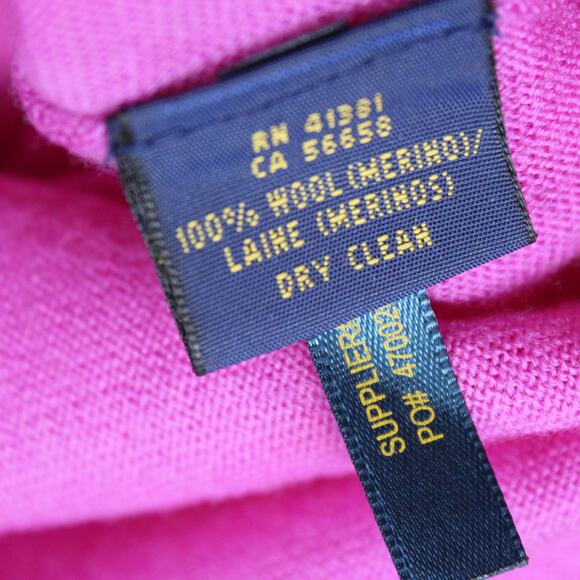 RN 41381
CA 56658
100% WOOL (MERINO)/
LAINE (MERINOS)
DRY CLEAN
SUPPLIER
PO# 47002